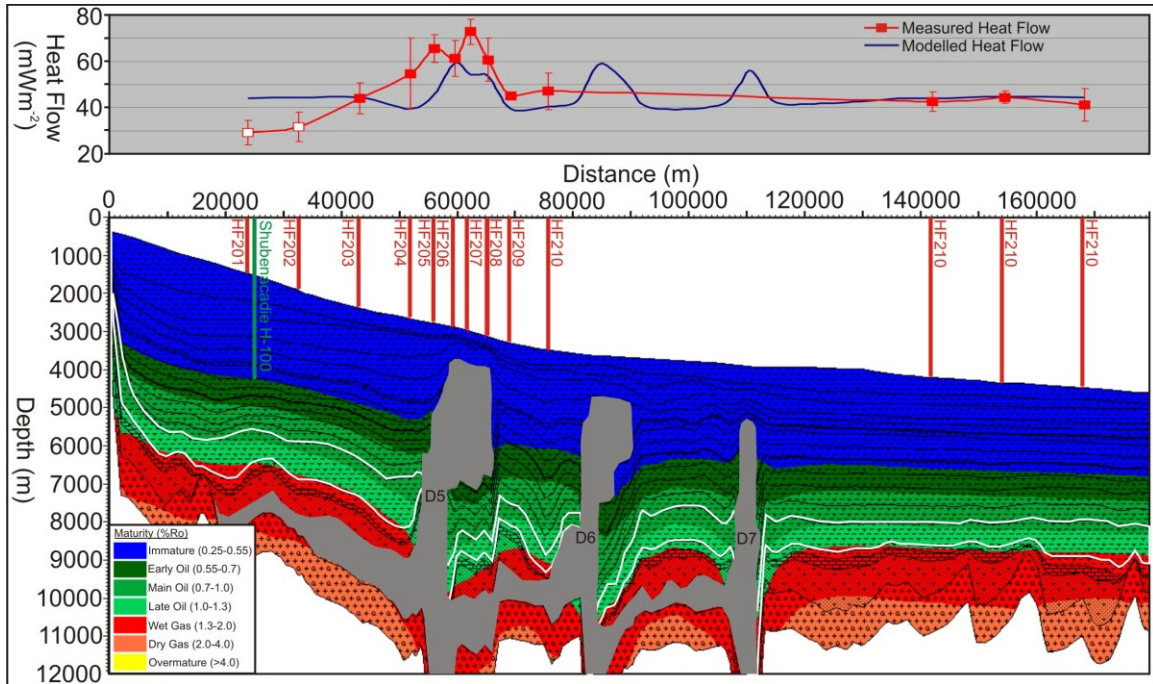 80
60
40
20
Heat Flow
(mWm⁻²)
Measured Heat Flow
Modelled Heat Flow
Distance (m)
0 20000 40000 60000 80000 100000 120000 140000 160000
0
1000
2000
3000
4000
5000
6000
7000
8000
9000
10000
11000
12000
Depth (m)
HF201
Shubenacadie H-100
HF202
HF203
HF204
HF205
HF206
HF207
HF208
HF209
HF210
HF210
HF210
HF210
D5
D6
D7
Maturity (%Ro)
Immature (0.25-0.55)
Early Oil (0.55-0.7)
Main Oil (0.7-1.0)
Late Oil (1.0-1.3)
Wet Gas (1.3-2.0)
Dry Gas (2.0-4.0)
Overmature (>4.0)